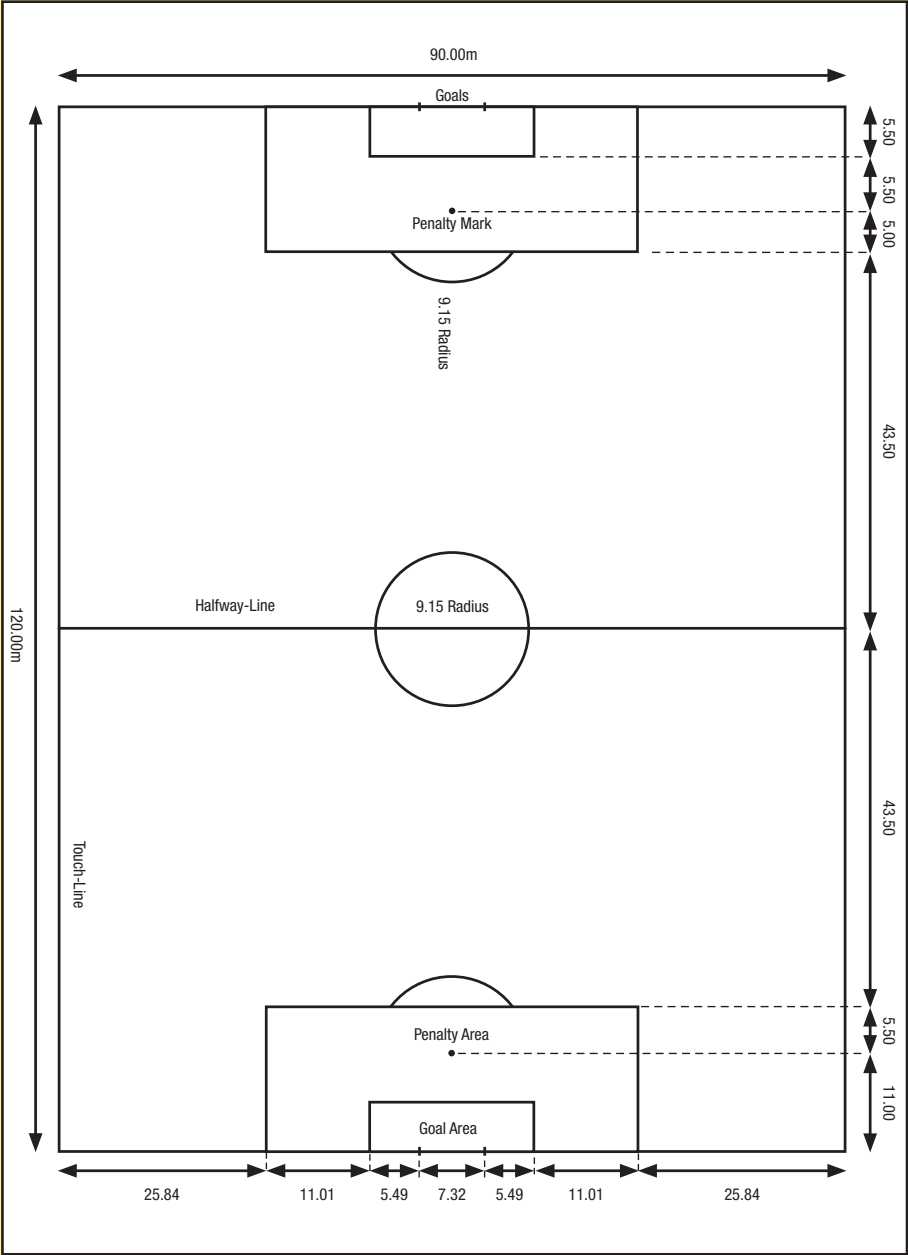 90.00m
Goals
5.50
5.50
Penalty Mark
5.00
9.15 Radius
43.50
Halfway-Line
9.15 Radius
120.00m
43.50
Touch-Line
Penalty Area
5.50
11.00
Goal Area
25.84
11.01
5.49
7.32
5.49
11.01
25.84